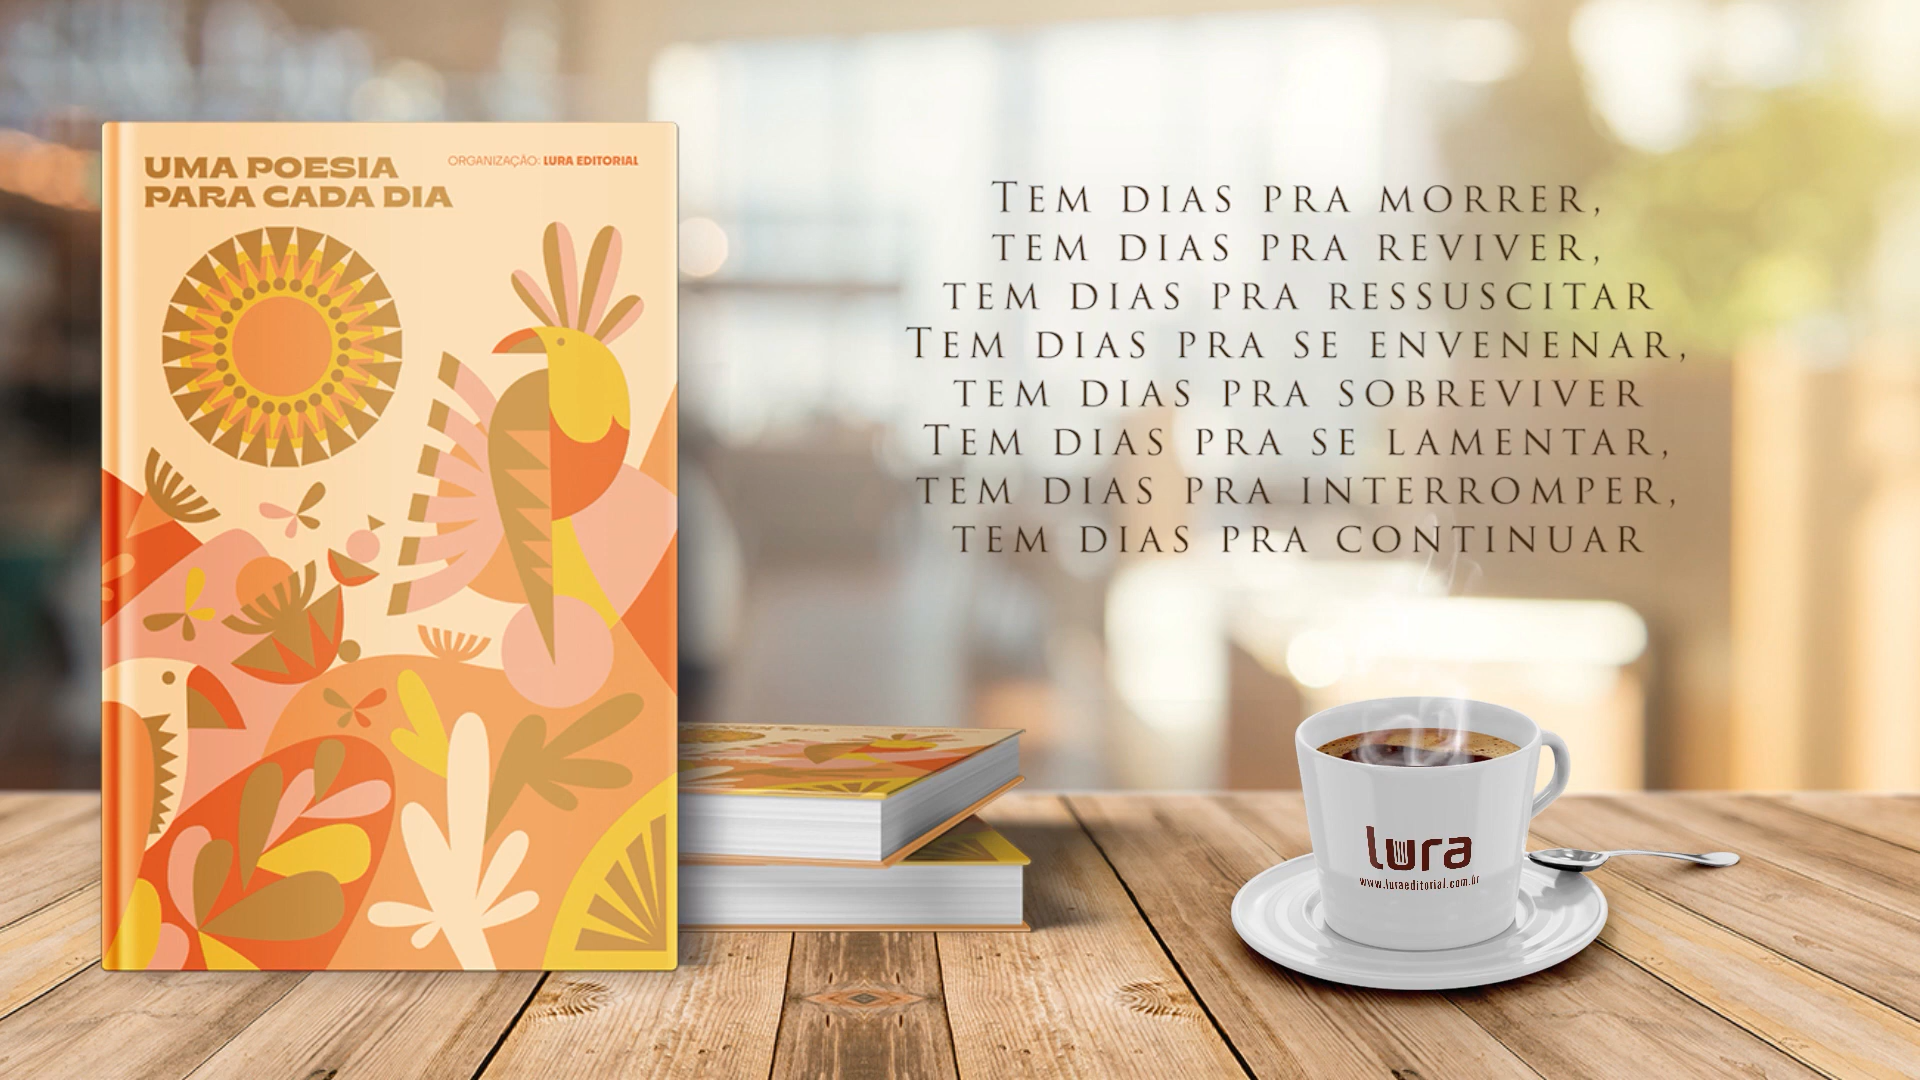 UMA POESIA
PARA CADA DIA
ORGANIZAÇÃO: LURA EDITORIAL
TEM DIAS PRA MORRER,
TEM DIAS PRA REVIVER,
TEM DIAS PRA RESSUSCITAR
TEM DIAS PRA SE ENVENENAR,
TEM DIAS PRA SOBREVIVER
TEM DIAS PRA SE LAMENTAR,
TEM DIAS PRA INTERROMPER,
TEM DIAS PRA CONTINUAR
lura
www.luraeditorial.com.br